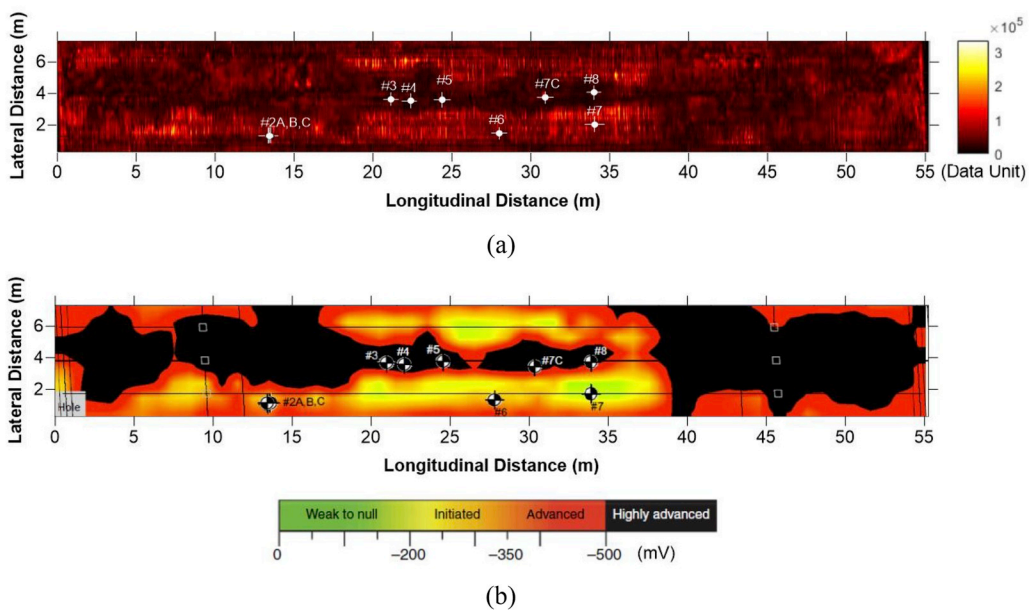 ×10⁵
Lateral Distance (m)
6
4
2
#2A,B,C
#3
#4
#5
#6
#7C
#8
#7
3
2
1
0
(Data Unit)
0 5 10 15 20 25 30 35 40 45 50 55
Longitudinal Distance (m)
(a)
Lateral Distance (m)
6
4
2
Hole
#2A,B,C
#3
#4
#5
#6
#7C
#8
#7
0 5 10 15 20 25 30 35 40 45 50 55
Longitudinal Distance (m)
Weak to null Initiated Advanced Highly advanced
0 −200 −350 −500 (mV)
(b)